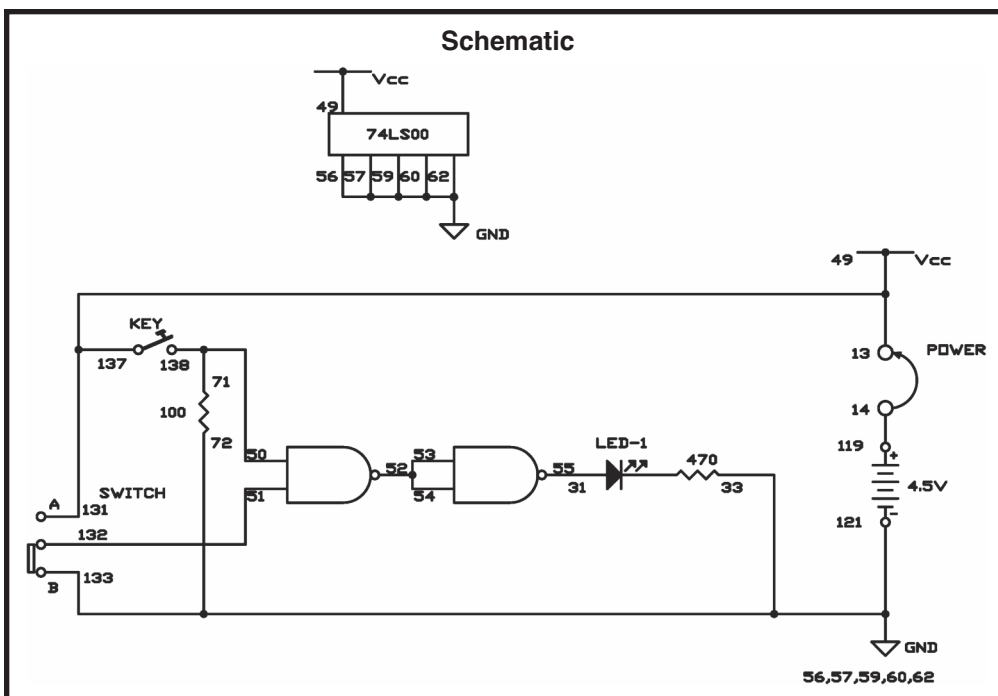 Schematic
Vcc
49
74LS00
56 57 59 60 62
GND
49 Vcc
KEY
137 138
71
100
72
13 POWER
14
119
+
4.5V
-
121
50
51
52
53
54
55
31
LED-1
470
33
SWITCH
A
131
132
133
B
GND
56,57,59,60,62